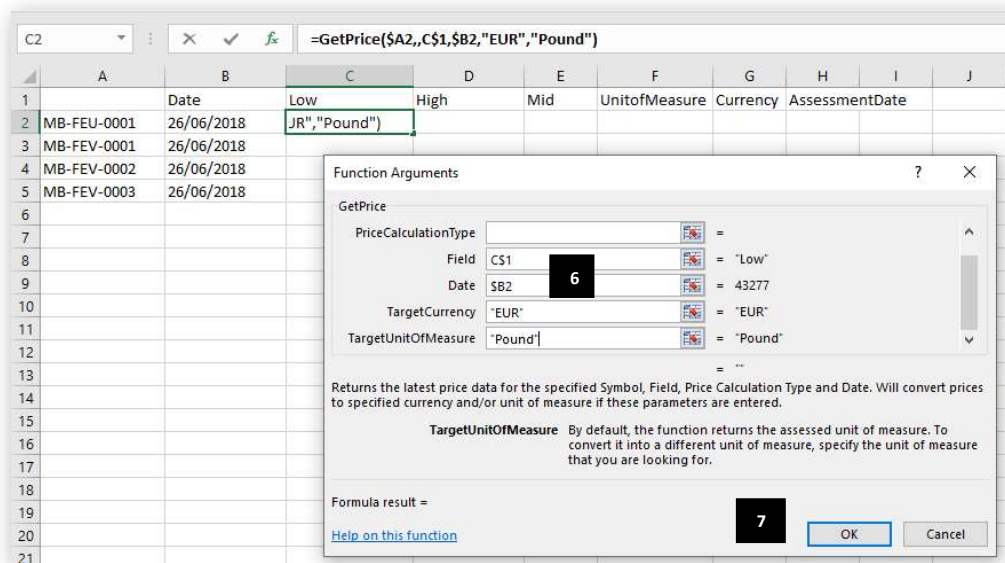 C2 fx =GetPrice($A2,,C$1,$B2,"EUR","Pound")
A B C D E F G H I J
1 Date Low High Mid UnitofMeasure Currency AssessmentDate
2 MB-FEU-0001 26/06/2018 UR","Pound")
3 MB-FEV-0001 26/06/2018
4 MB-FEV-0002 26/06/2018
5 MB-FEV-0003 26/06/2018
6
7
8
9
10
11
12
13
14
15
16
17
18
19
20
21
Function Arguments ? ×
GetPrice
PriceCalculationType =
Field C$1 = "Low"
Date $B2 = 43277
6
TargetCurrency "EUR" = "EUR"
TargetUnitOfMeasure "Pound" = "Pound"
= ""
Returns the latest price data for the specified Symbol, Field, Price Calculation Type and Date. Will convert prices
to specified currency and/or unit of measure if these parameters are entered.
TargetUnitOfMeasure By default, the function returns the assessed unit of measure. To
convert it into a different unit of measure, specify the unit of measure
that you are looking for.
Formula result =
7
Help on this function OK Cancel